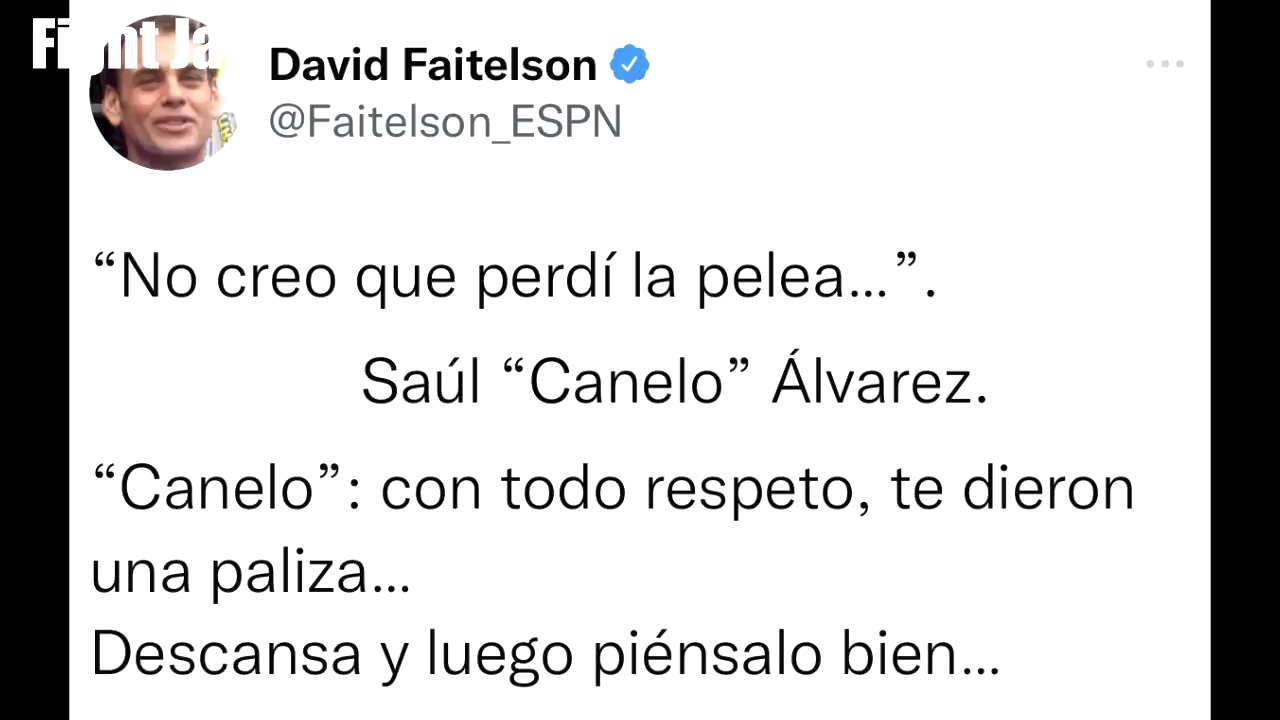 David Faitelson
@Faitelson_ESPN
“No creo que perdí la pelea...”.
Saúl “Canelo” Álvarez.
“Canelo”: con todo respeto, te dieron
una paliza...
Descansa y luego piénsalo bien...